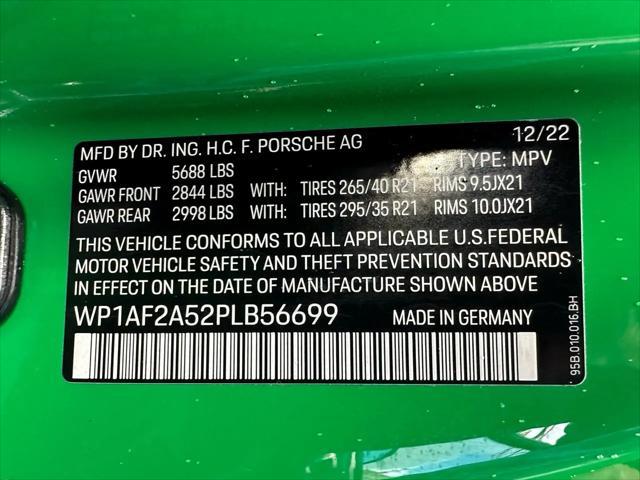 MFD BY DR. ING. H.C. F. PORSCHE AG 12/22
GVWR 5688 LBS TYPE: MPV
GAWR FRONT 2844 LBS WITH: TIRES 265/40 R21 RIMS 9.5JX21
GAWR REAR 2998 LBS WITH: TIRES 295/35 R21 RIMS 10.0JX21
THIS VEHICLE CONFORMS TO ALL APPLICABLE U.S.FEDERAL
MOTOR VEHICLE SAFETY AND THEFT PREVENTION STANDARDS
IN EFFECT ON THE DATE OF MANUFACTURE SHOWN ABOVE
WP1AF2A52PLB56699 MADE IN GERMANY
95B.010.016.BH